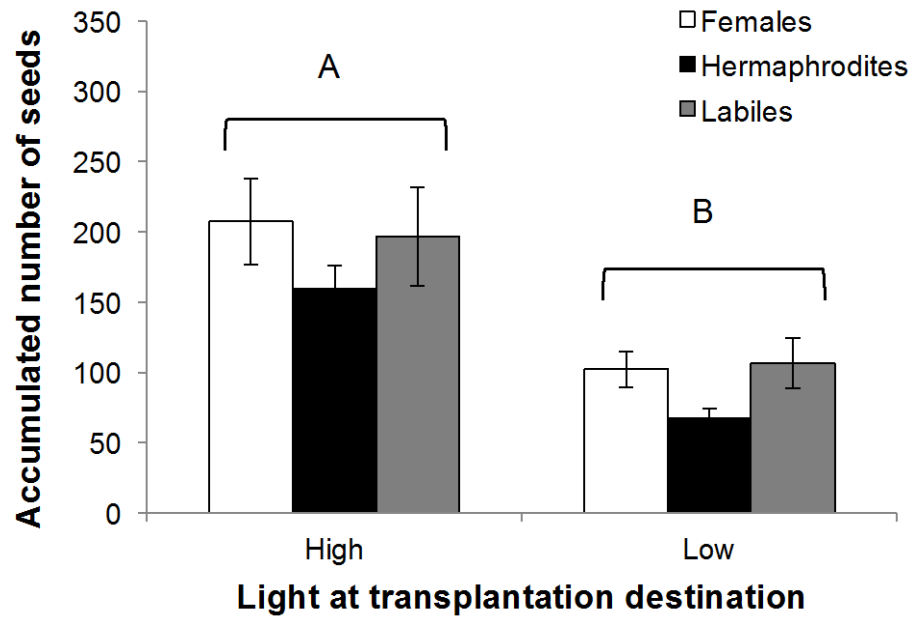 Accumulated number of seeds
350
300
250
200
150
100
50
0
Females
Hermaphrodites
Labiles
A
B
High
Low
Light at transplantation destination